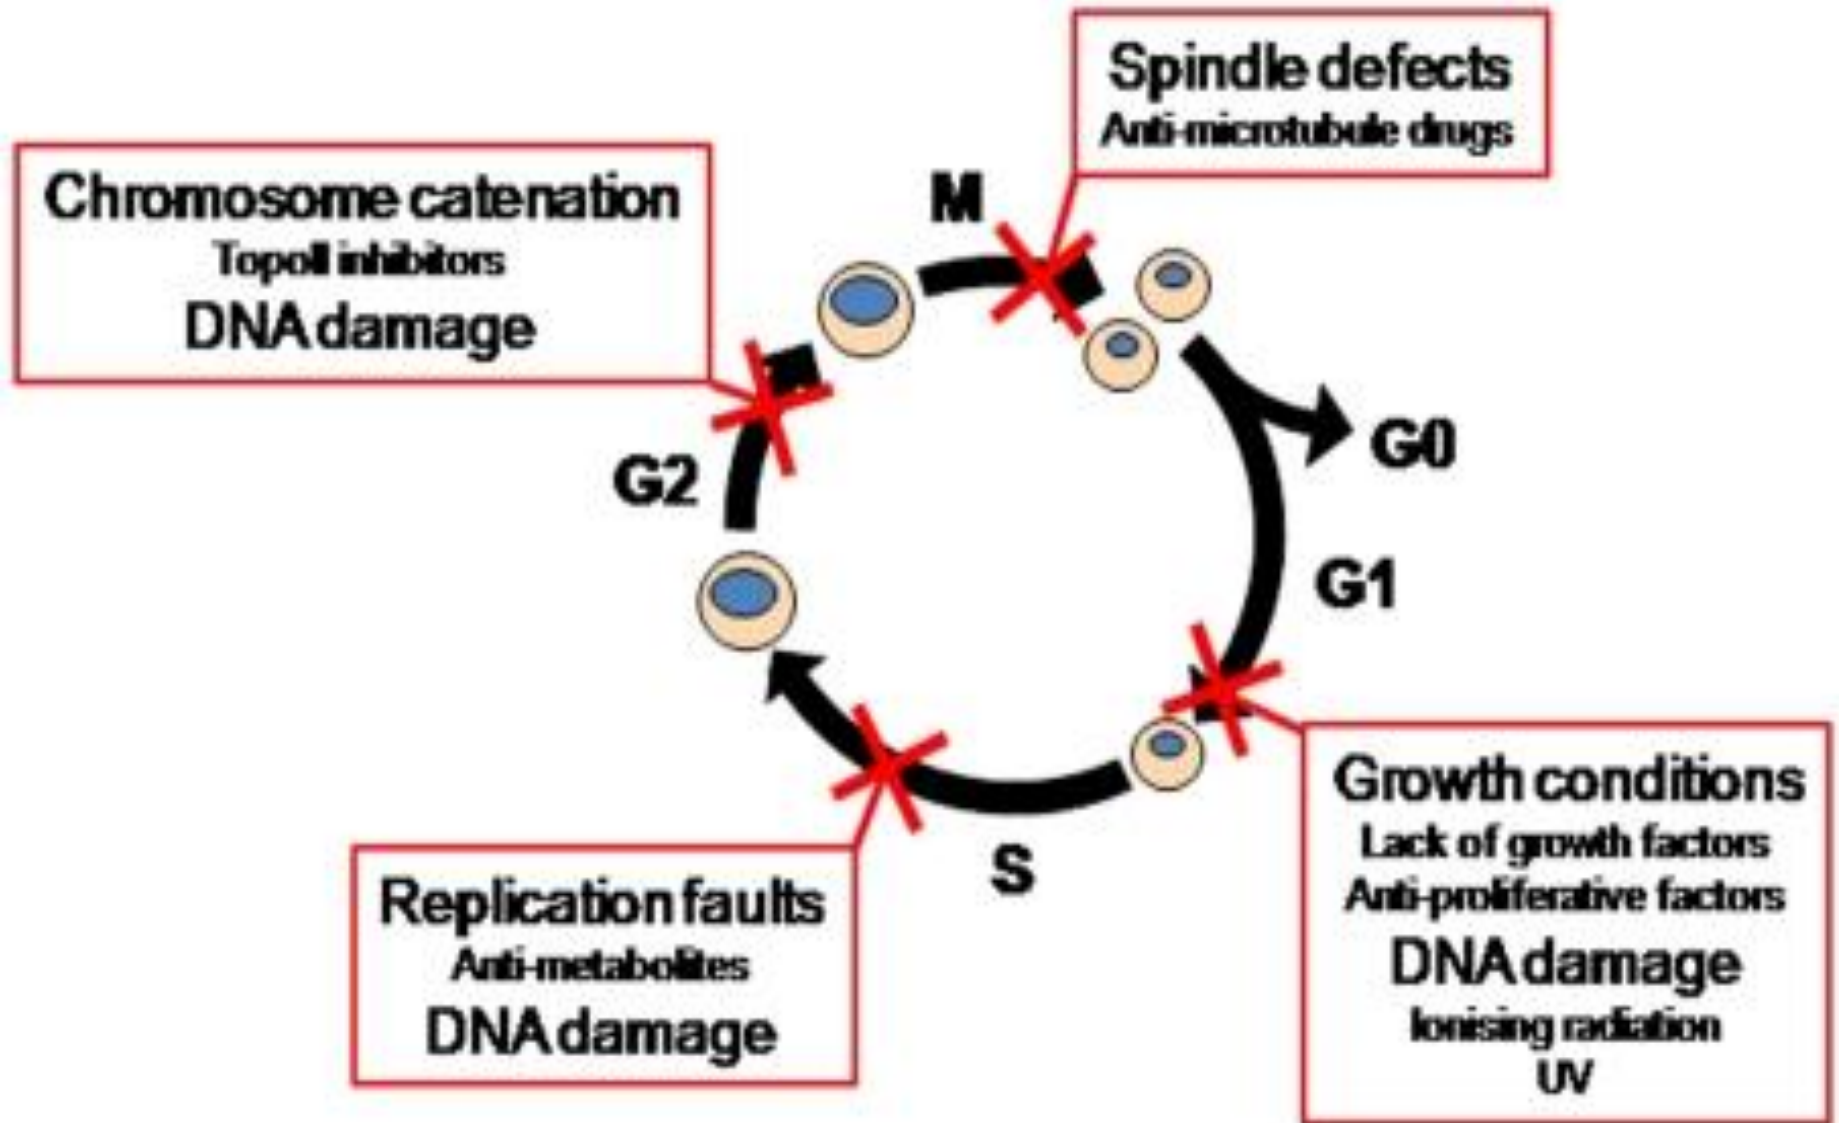 Spindle defects
Anti-microtubule drugs
Chromosome catenation
TopoII inhibitors
DNA damage
M
G2
G0
G1
S
Replication faults
Anti-metabolites
DNA damage
Growth conditions
Lack of growth factors
Anti-proliferative factors
DNA damage
Ionising radiation
UV